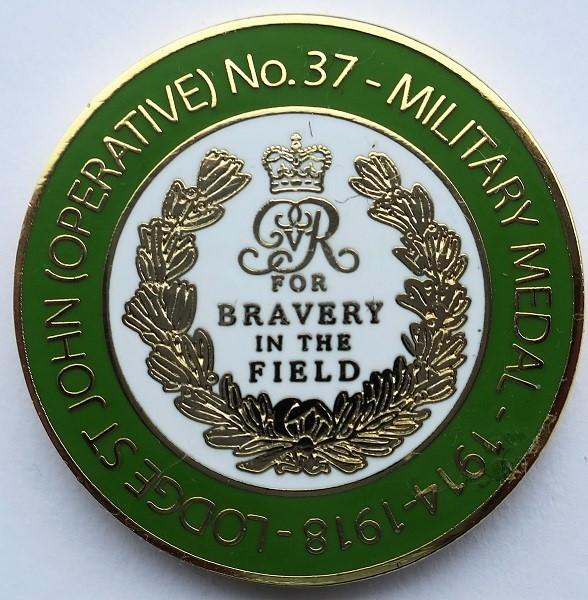 LODGE ST JOHN (OPERATIVE) No. 37 - MILITARY MEDAL - 1914-1918 -
GVR
FOR
BRAVERY
IN THE
FIELD